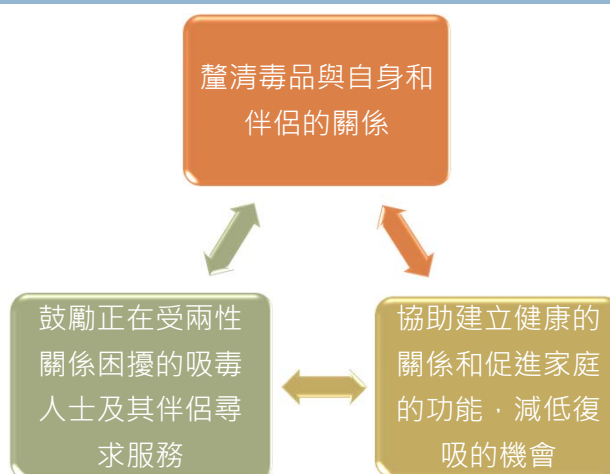 釐清毒品與自身和
伴侶的關係
鼓勵正在受兩性
關係困擾的吸毒
人士及其伴侶尋
求服務
協助建立健康的
關係和促進家庭
的功能，減低復
吸的機會